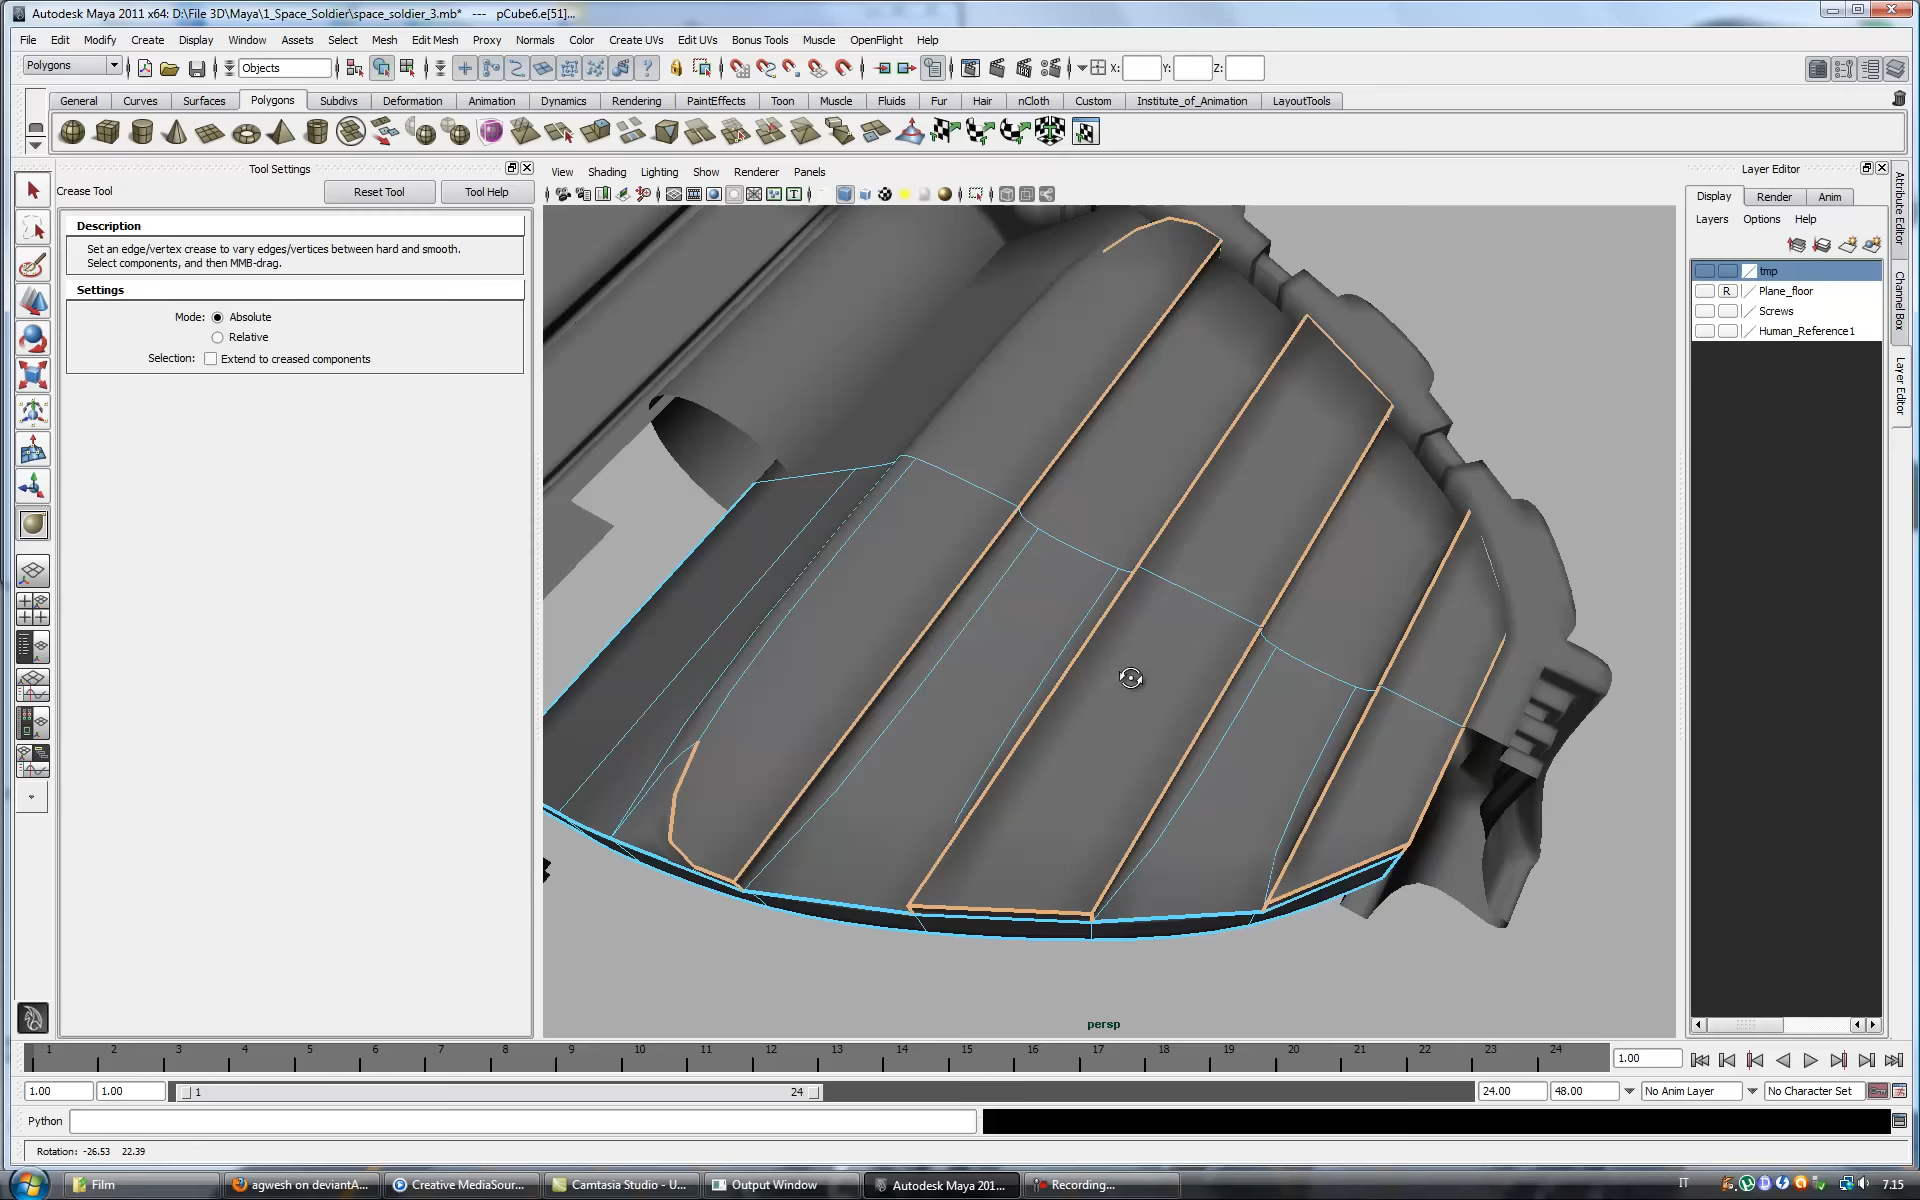 Autodesk Maya 2011 x64: D:\File 3D\Maya\1_Space_Soldier\space_soldier_3.mb* --- pCube6.e[51]...
File Edit Modify Create Display Window Assets Select Mesh Edit Mesh Proxy Normals Color Create UVs Edit UVs Bonus Tools Muscle OpenFlight Help
Polygons Objects X: Y: Z:
General Curves Surfaces Polygons Subdivs Deformation Animation Dynamics Rendering PaintEffects Toon Muscle Fluids Fur Hair nCloth Custom Institute_of_Animation LayoutTools
Tool Settings
Crease Tool Reset Tool Tool Help
Description
Set an edge/vertex crease to vary edges/vertices between hard and smooth.
Select components, and then MMB-drag.
Settings
Mode: Absolute
Relative
Selection: Extend to creased components
View Shading Lighting Show Renderer Panels
persp
Layer Editor
Display Render Anim
Layers Options Help
tmp
R Plane_floor
Screws
Human_Reference1
Attribute Editor
Channel Box
Layer Editor
1 2 3 4 5 6 7 8 9 10 11 12 13 14 15 16 17 18 19 20 21 22 23 24 1.00
1.00 1.00 1 24 24.00 48.00 No Anim Layer No Character Set
Python
Rotation: -26.53 22.39
Film agwesh on deviantA... Creative MediaSour... Camtasia Studio - U... Output Window Autodesk Maya 201... Recording... IT 7.15